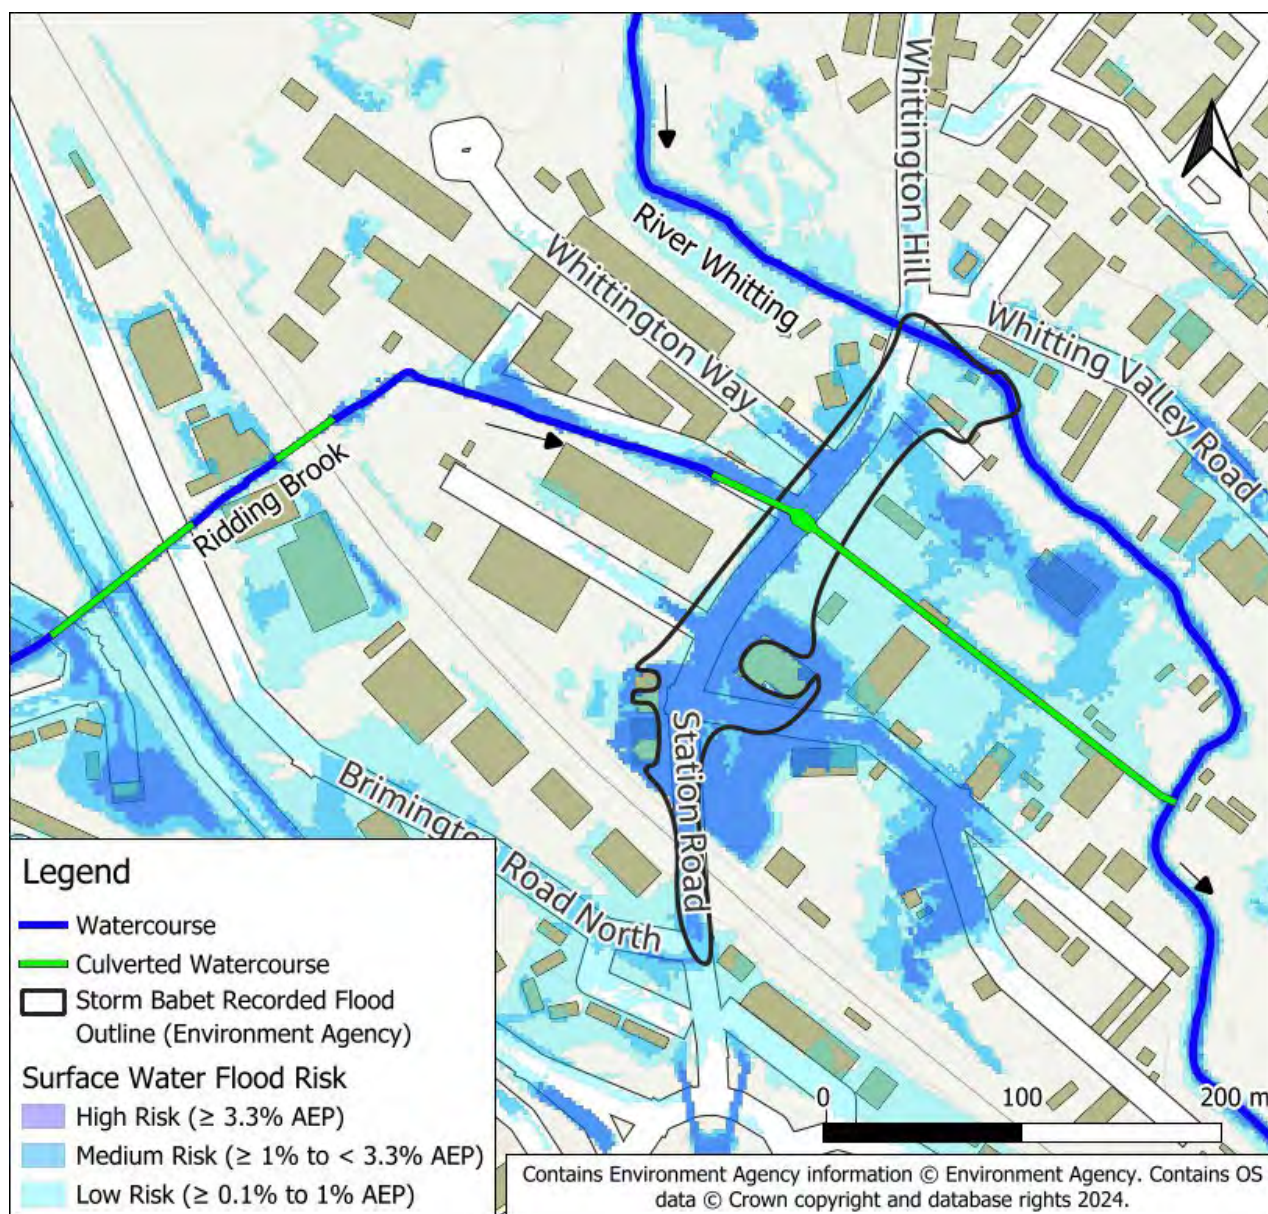 Whittington Hill
River Whitting
Whittington Way
Whitting Valley Road
Ridding Brook
Station Road
Brimington Road North
Legend
Watercourse
Culverted Watercourse
Storm Babet Recorded Flood
Outline (Environment Agency)
Surface Water Flood Risk
High Risk (≥ 3.3% AEP)
Medium Risk (≥ 1% to < 3.3% AEP)
Low Risk (≥ 0.1% to 1% AEP)
0 100 200 m
Contains Environment Agency information © Environment Agency. Contains OS
data © Crown copyright and database rights 2024.